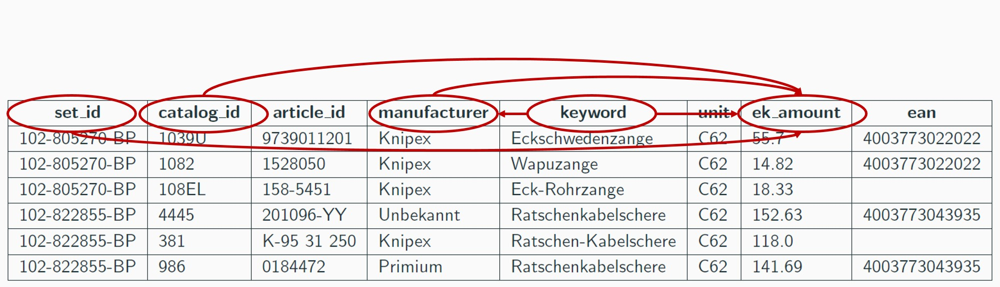 set_id catalog_id article_id manufacturer keyword unit ek_amount ean
102-805270-BP 1039U 9739011201 Knipex Eckschwedenzange C62 55.7 4003773022022
102-805270-BP 1082 1528050 Knipex Wapuzange C62 14.82 4003773022022
102-805270-BP 108EL 158-5451 Knipex Eck-Rohrzange C62 18.33
102-822855-BP 4445 201096-YY Unbekannt Ratschenkabelschere C62 152.63 4003773043935
102-822855-BP 381 K-95 31 250 Knipex Ratschen-Kabelschere C62 118.0
102-822855-BP 986 0184472 Primium Ratschenkabelschere C62 141.69 4003773043935